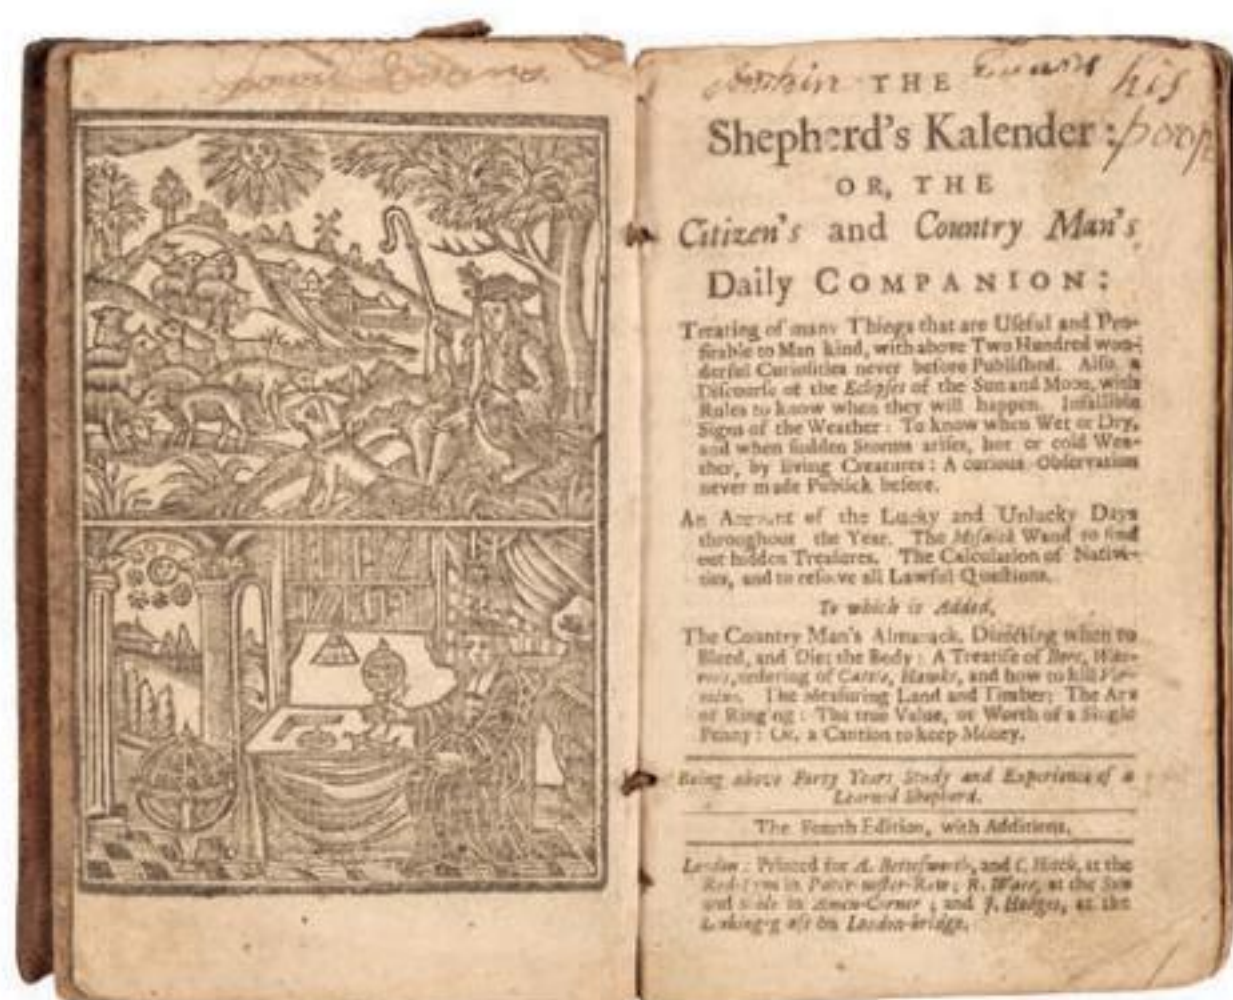 Evans
THE Evans his
Shepherd's Kalender:
OR, THE
Citizen's and Country Man's
Daily COMPANION:
Treating of many Things that are Useful and Pro-
fitable to Man kind, with above Two Hundred won-
derful Curiosities never before Published. Also, a
Discourse of the Eclipses of the Sun and Moon, with
Rules to know when they will happen. Infallible
Signs of the Weather: To know when Wet or Dry,
and when sudden Storms arises, hot or cold Wea-
ther, by living Creatures: A curious Observation
never made Publick before.
An Account of the Lucky and Unlucky Days
throughout the Year. The Mosaick Wand to find
out hidden Treasures. The Calculation of Nativi-
ties, and to resolve all Lawful Questions.
To which is Added,
The Country Man's Almanack, Directing when to
Bleed, and Diet the Body: A Treatise of
ordering of Cattle, Hawks, and how to kill Ver-
mine. The Measuring Land and Timber: The Art
of Ringing: The true Value, or Worth of a Single
Penny: Or, a Caution to keep Money.
Being above Forty Years Study and Experience of a
Learned Shepherd.
The Fourth Edition, with Additions.
London: Printed for A. Bettesworth, and C. Hitch, at the
Red-Lyon in Pater-noster-Row; R. Ware, at the Sun
and Bible in Amen-Corner; and J. Hodges, at the
Looking-glass on London-bridge.